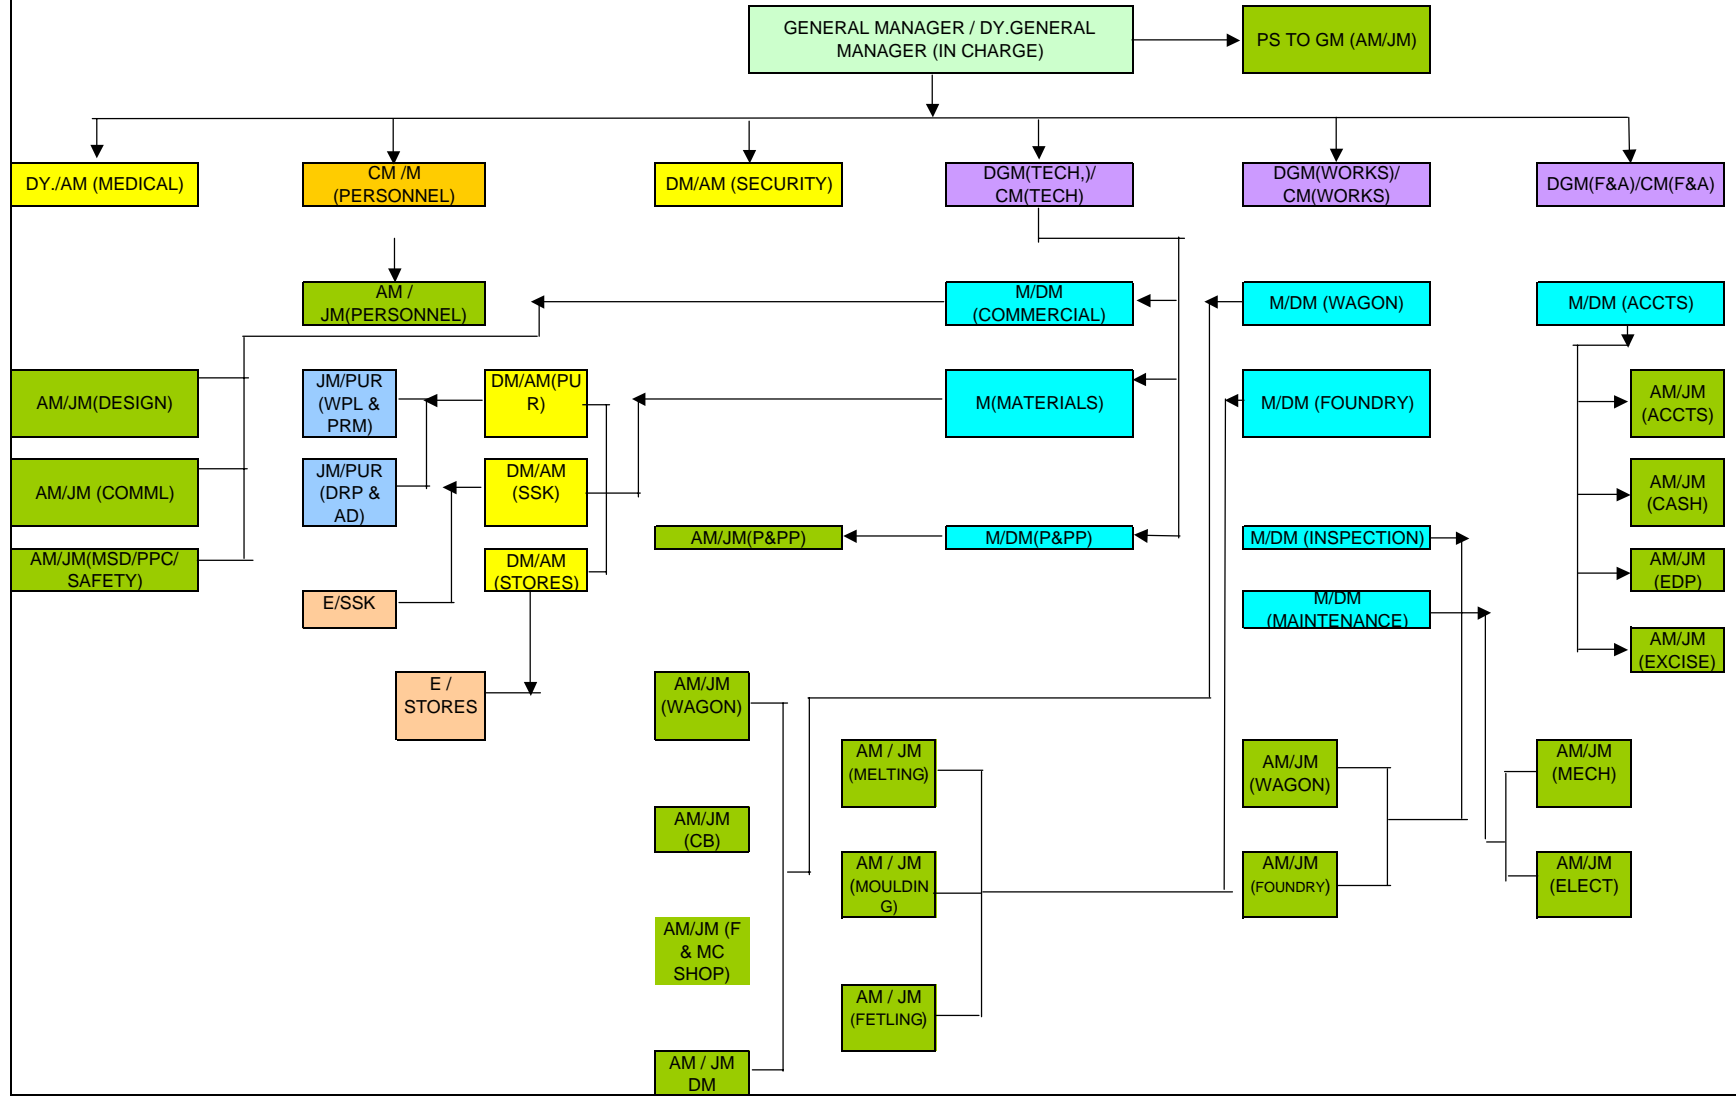 GENERAL MANAGER / DY.GENERAL
MANAGER (IN CHARGE)
PS TO GM (AM/JM)
DY./AM (MEDICAL)
CM /M
(PERSONNEL)
DM/AM (SECURITY)
DGM(TECH,)/
CM(TECH)
DGM(WORKS)/
CM(WORKS)
DGM(F&A)/CM(F&A)
AM /
JM(PERSONNEL)
M/DM
(COMMERCIAL)
M/DM (WAGON)
M/DM (ACCTS)
AM/JM(DESIGN)
JM/PUR
(WPL &
PRM)
DM/AM(PU
R)
M(MATERIALS)
M/DM (FOUNDRY)
AM/JM
(ACCTS)
AM/JM (COMML)
JM/PUR
(DRP &
AD)
DM/AM
(SSK)
AM/JM
(CASH)
AM/JM(MSD/PPC/
SAFETY)
DM/AM
(STORES)
AM/JM(P&PP)
M/DM(P&PP)
M/DM (INSPECTION)
AM/JM
(EDP)
E/SSK
M/DM
(MAINTENANCE)
AM/JM
(EXCISE)
E /
STORES
AM/JM
(WAGON)
AM / JM
(MELTING)
AM/JM
(WAGON)
AM/JM
(MECH)
AM/JM
(CB)
AM / JM
(MOULDIN
G)
AM/JM
(FOUNDRY)
AM/JM
(ELECT)
AM/JM (F
& MC
SHOP)
AM / JM
(FETLING)
AM / JM
DM